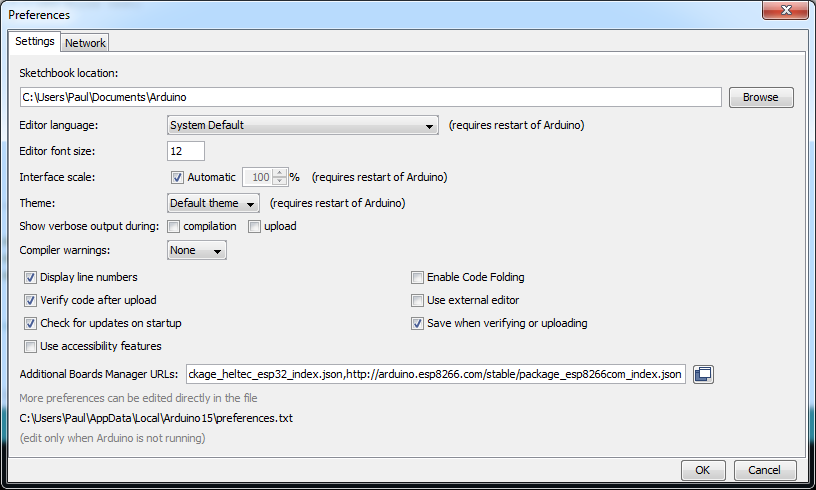 Preferences
Settings Network
Sketchbook location:
C:\Users\Paul\Documents\Arduino Browse
Editor language: System Default (requires restart of Arduino)
Editor font size: 12
Interface scale: Automatic 100 % (requires restart of Arduino)
Theme: Default theme (requires restart of Arduino)
Show verbose output during: compilation upload
Compiler warnings: None
Display line numbers Enable Code Folding
Verify code after upload Use external editor
Check for updates on startup Save when verifying or uploading
Use accessibility features
Additional Boards Manager URLs: ckage_heltec_esp32_index.json,http://arduino.esp8266.com/stable/package_esp8266com_index.json
More preferences can be edited directly in the file
C:\Users\Paul\AppData\Local\Arduino15\preferences.txt
(edit only when Arduino is not running)
OK Cancel